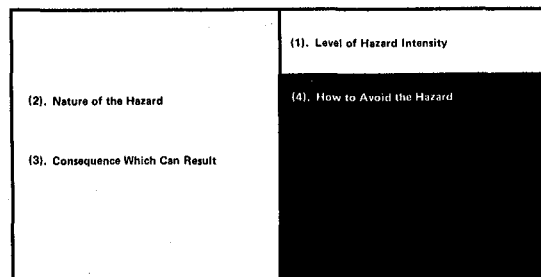 (1). Level of Hazard Intensity
(2). Nature of the Hazard
(4). How to Avoid the Hazard
(3). Consequence Which Can Result